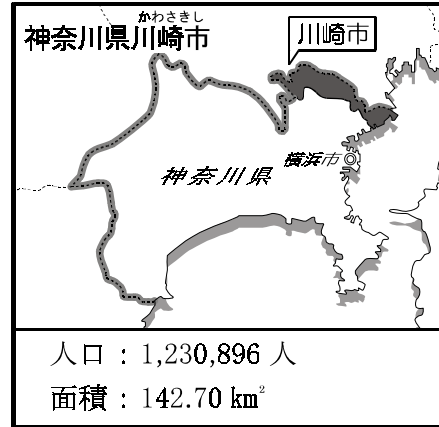 かわさきし
神奈川県川崎市
川崎市
横浜市
神奈川県
人口：1,230,896 人
面積：142.70 km²